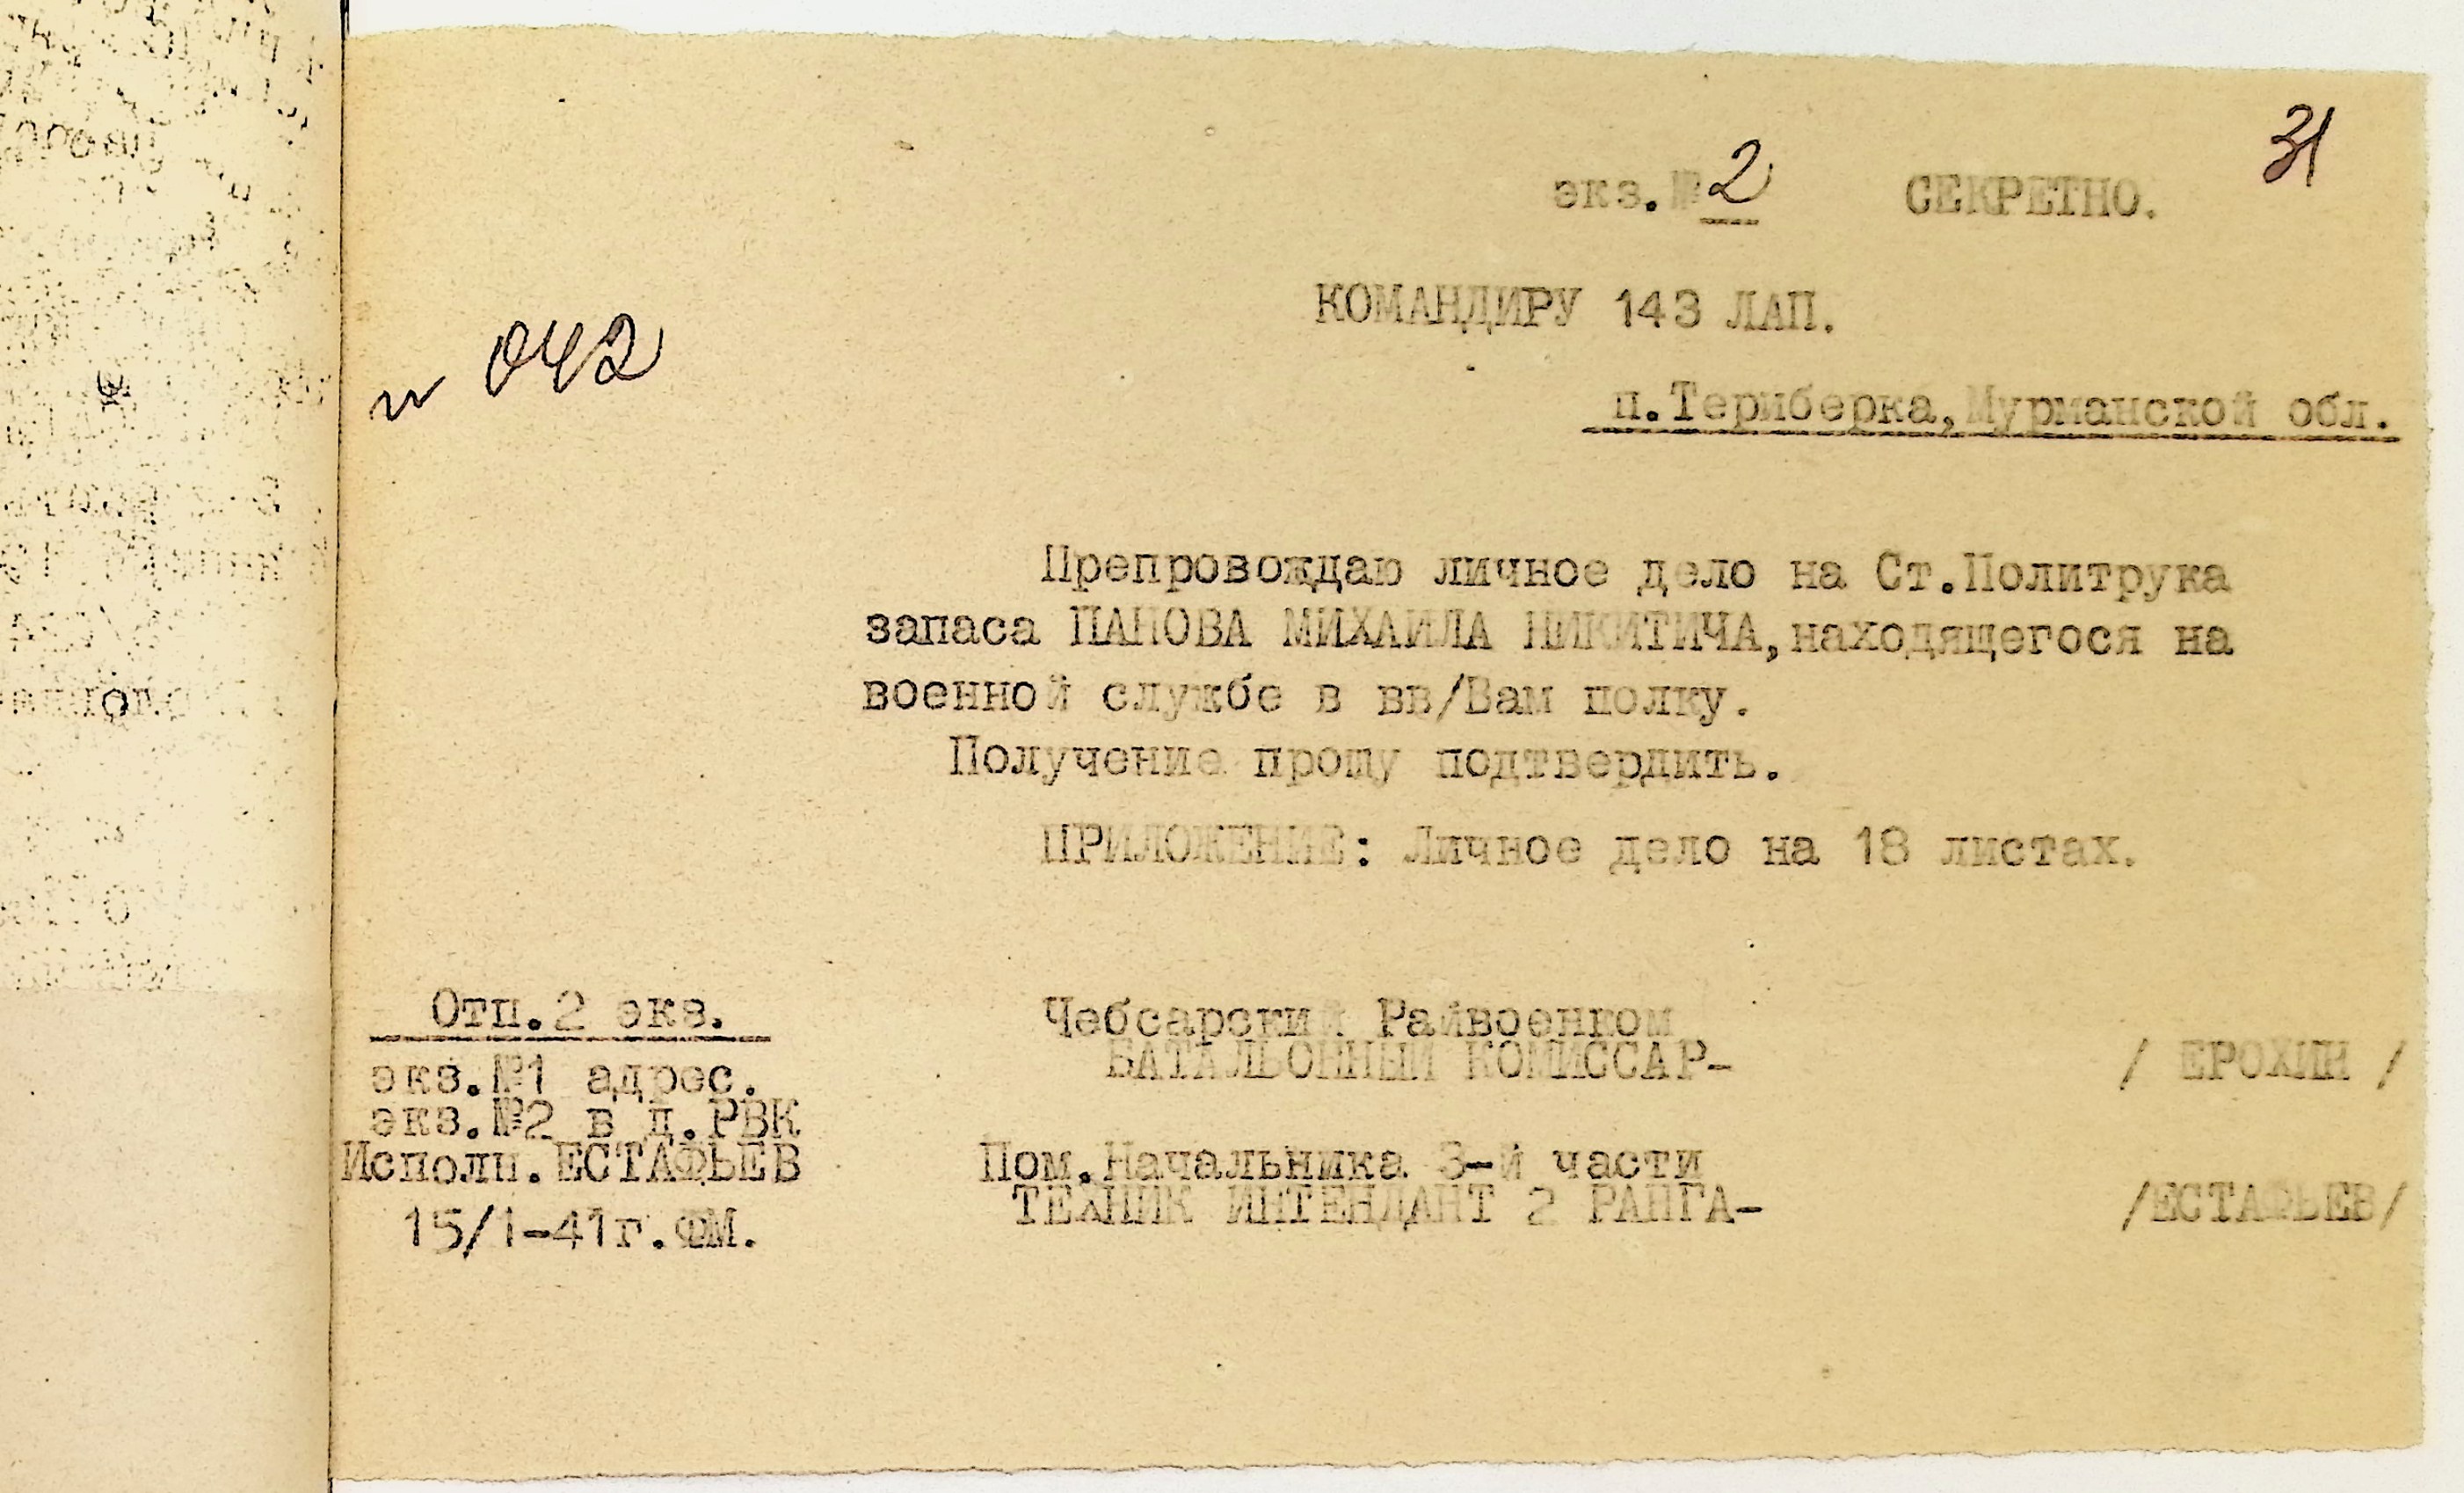 31
экз.№2 СЕКРЕТНО.
КОМАНДИРУ 143 ЛАП.
042
п.Териберка,Мурманской обл.
Препровождаю личное дело на Ст.Политрука
запаса ПАПОВА МИХАИЛА НИКИТИЧА,находящегося на
военной службе в вв/Вам полку.
Получение прошу подтвердить.
ПРИЛОЖЕНИЕ: Личное дело на 18 листах.
Отп.2 экз.
экз.№1 адрес.
экз.№2 в д.РВК
Исполн.ЕСТАФЬЕВ
15/1-41г.ФМ.
Чебсарский Райвоенком
БАТАЛЬОННЫЙ КОМИССАР- / ЕРОХИН /
Пом.Начальника 3-й части
ТЕХНИК ИНТЕНДАНТ 2 РАНГА- /ЕСТАФЬЕВ/